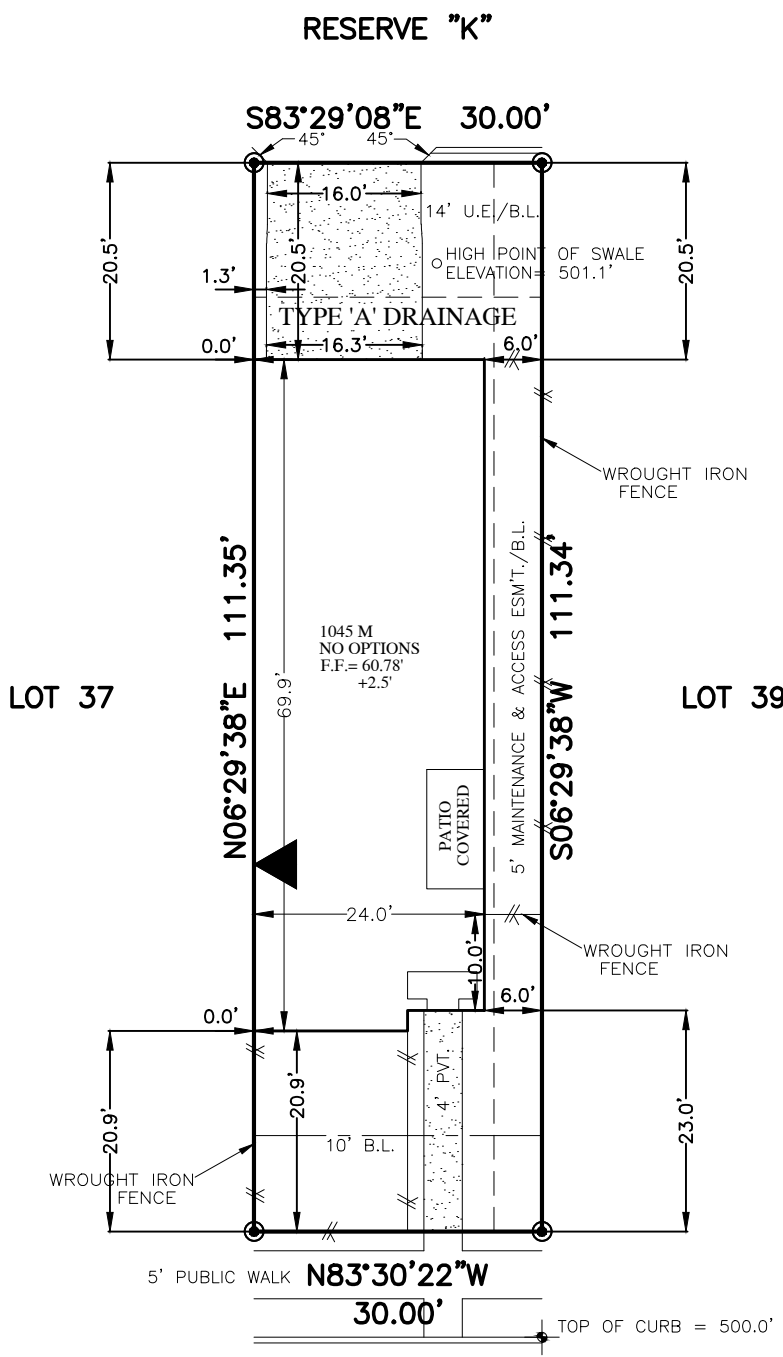 RESERVE "K"
S83°29'08"E 30.00'
45° 45°
16.0'
14' U.E./B.L.
20.5'
20.5'
20.5'
HIGH POINT OF SWALE
ELEVATION= 501.1'
1.3'
TYPE 'A' DRAINAGE
0.0'
16.3'
6.0'
WROUGHT IRON
FENCE
N06°29'38"E 111.35'
S06°29'38"W 111.34'
5' MAINTENANCE & ACCESS ESM'T./B.L.
1045 M
NO OPTIONS
F.F.= 60.78'
+2.5'
69.9'
LOT 37
LOT 39
PATIO
COVERED
24.0'
10.0'
WROUGHT IRON
FENCE
6.0'
0.0'
20.9'
20.9'
4' PVT.
23.0'
10' B.L.
WROUGHT IRON
FENCE
5' PUBLIC WALK
N83°30'22"W
30.00'
TOP OF CURB = 500.0'